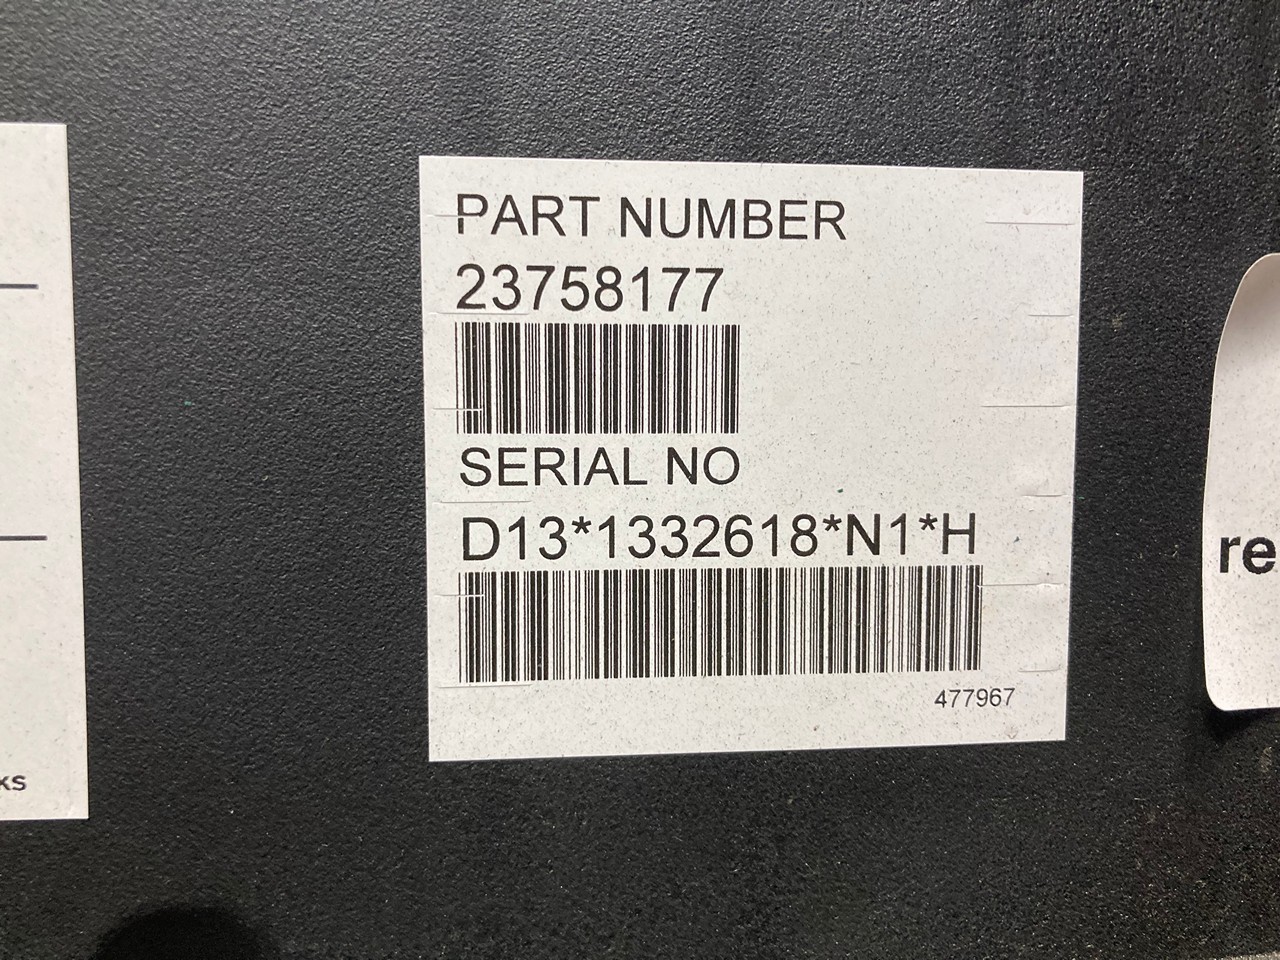 PART NUMBER
23758177
SERIAL NO
D13*1332618*N1*H
477967
ks
re